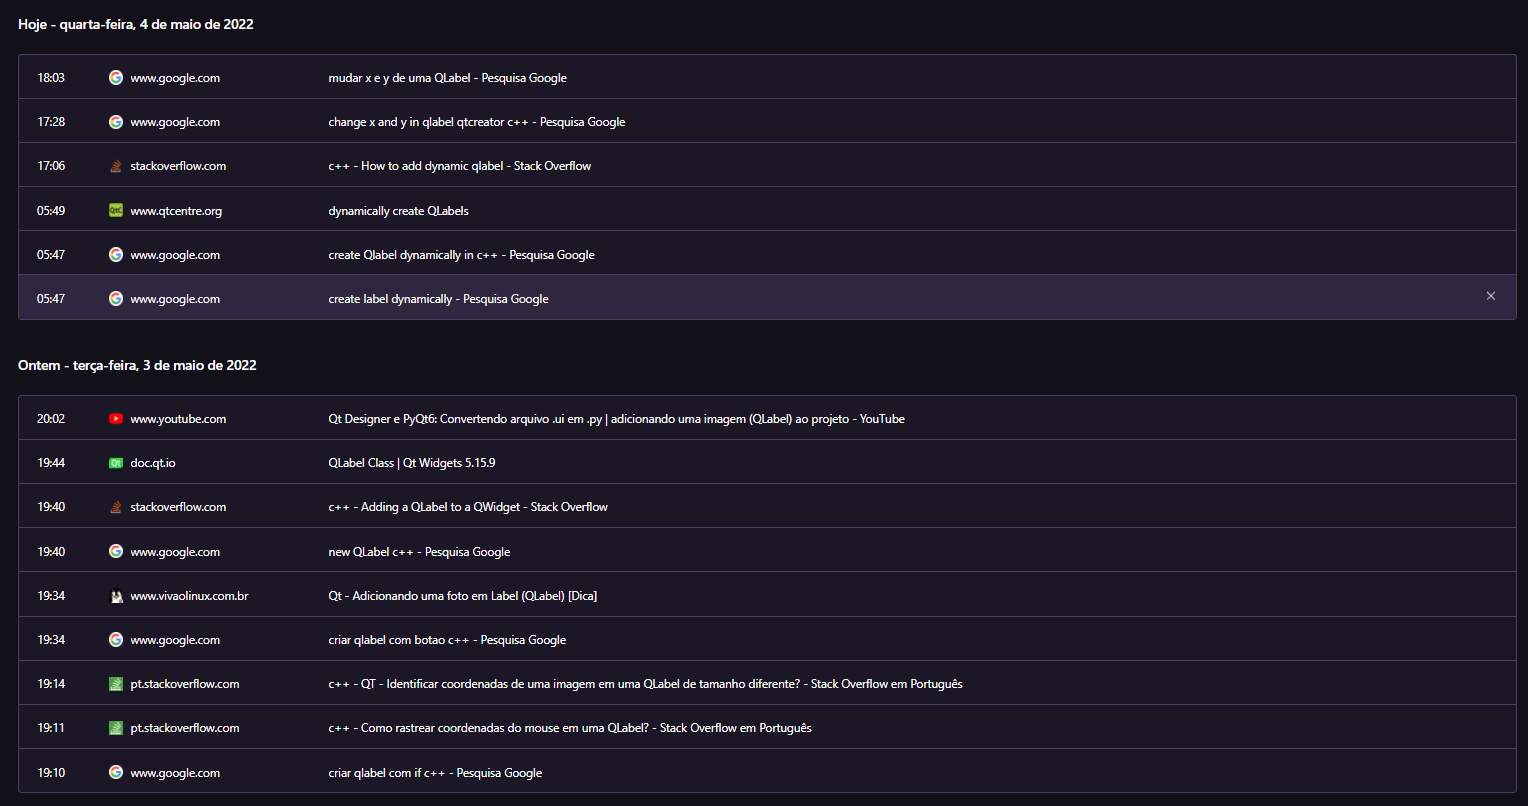 Hoje - quarta-feira, 4 de maio de 2022
18:03 www.google.com mudar x e y de uma QLabel - Pesquisa Google
17:28 www.google.com change x and y in qlabel qtcreator c++ - Pesquisa Google
17:06 stackoverflow.com c++ - How to add dynamic qlabel - Stack Overflow
05:49 QtC www.qtcentre.org dynamically create QLabels
05:47 www.google.com create Qlabel dynamically in c++ - Pesquisa Google
05:47 www.google.com create label dynamically - Pesquisa Google
Ontem - terça-feira, 3 de maio de 2022
20:02 www.youtube.com Qt Designer e PyQt6: Convertendo arquivo .ui em .py | adicionando uma imagem (QLabel) ao projeto - YouTube
19:44 Qt doc.qt.io QLabel Class | Qt Widgets 5.15.9
19:40 stackoverflow.com c++ - Adding a QLabel to a QWidget - Stack Overflow
19:40 www.google.com new QLabel c++ - Pesquisa Google
19:34 www.vivaolinux.com.br Qt - Adicionando uma foto em Label (QLabel) [Dica]
19:34 www.google.com criar qlabel com botao c++ - Pesquisa Google
19:14 pt.stackoverflow.com c++ - QT - Identificar coordenadas de uma imagem em uma QLabel de tamanho diferente? - Stack Overflow em Português
19:11 pt.stackoverflow.com c++ - Como rastrear coordenadas do mouse em uma QLabel? - Stack Overflow em Português
19:10 www.google.com criar qlabel com if c++ - Pesquisa Google